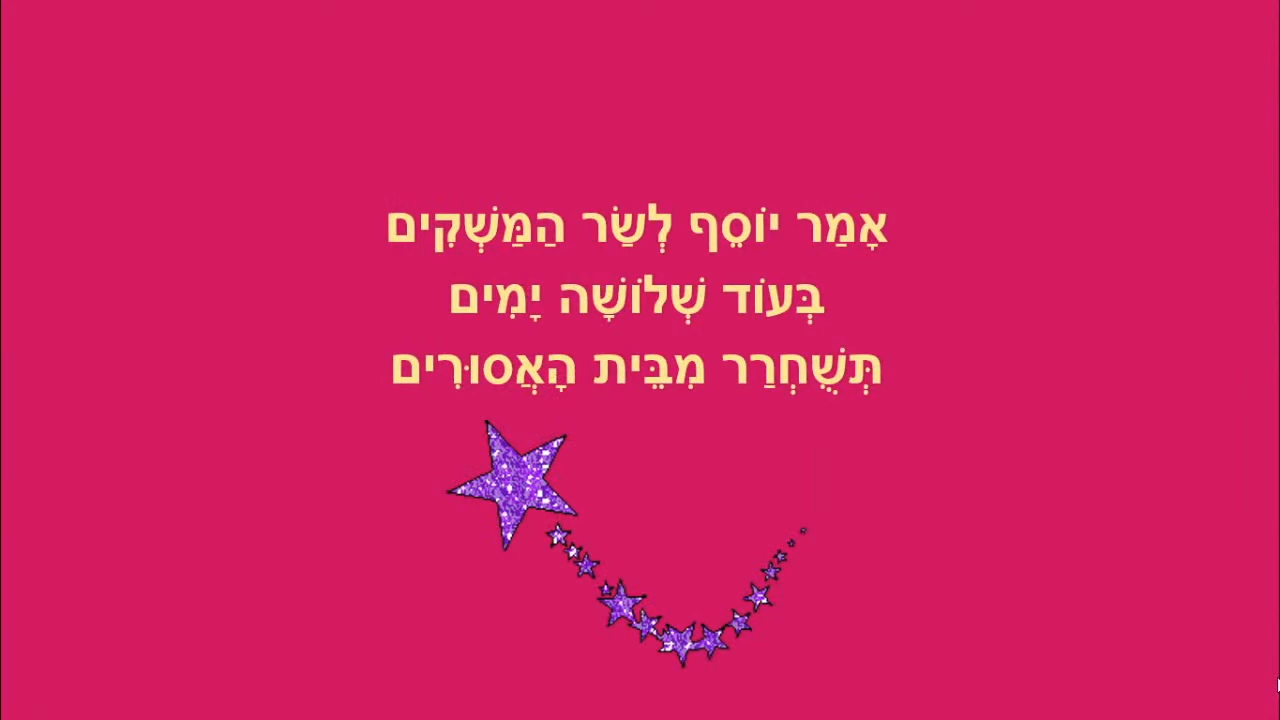 אָמַר יוֹסֵף לְשַׂר הַמַּשְׁקִים
בְּעוֹד שְׁלוֹשָׁה יָמִים
תְּשֻׁחְרַר מִבֵּית הָאֲסוּרִים